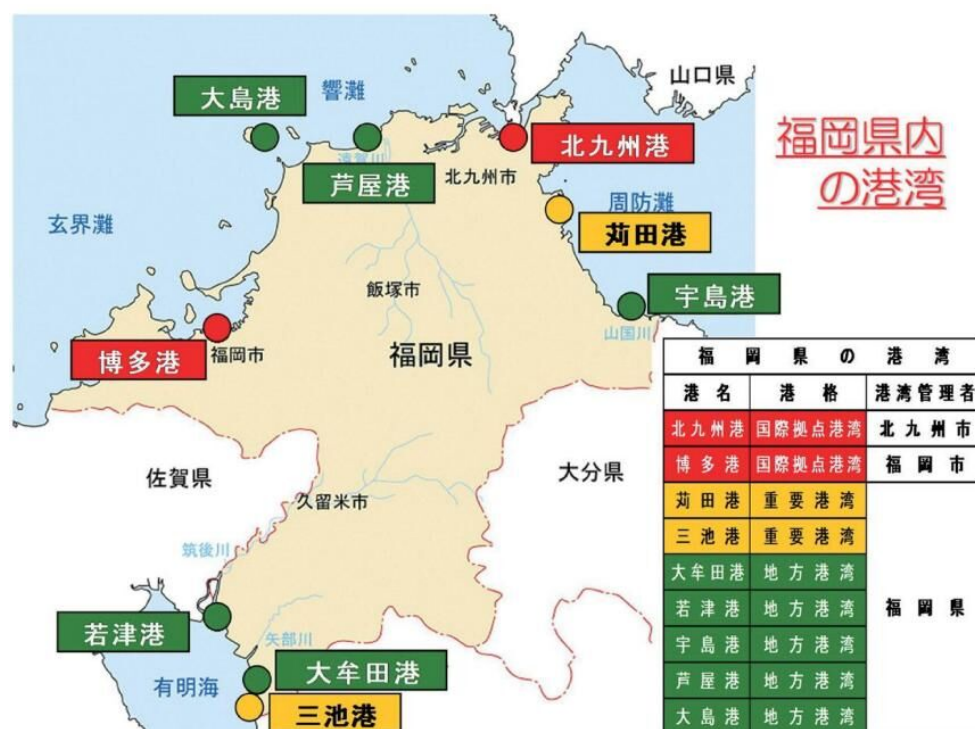 福岡県内
の港湾
山口県
響灘
大島港
北九州港
遠賀川
芦屋港
北九州市
周防灘
苅田港
玄界灘
飯塚市
宇島港
山国川
博多港
福岡市
福岡県
佐賀県
大分県
久留米市
筑後川
若津港
矢部川
大牟田港
有明海
三池港
福岡県の港湾
港名 港格 港湾管理者
北九州港 国際拠点港湾 北九州市
博多港 国際拠点港湾 福岡市
苅田港 重要港湾
三池港 重要港湾
大牟田港 地方港湾
若津港 地方港湾 福岡県
宇島港 地方港湾
芦屋港 地方港湾
大島港 地方港湾